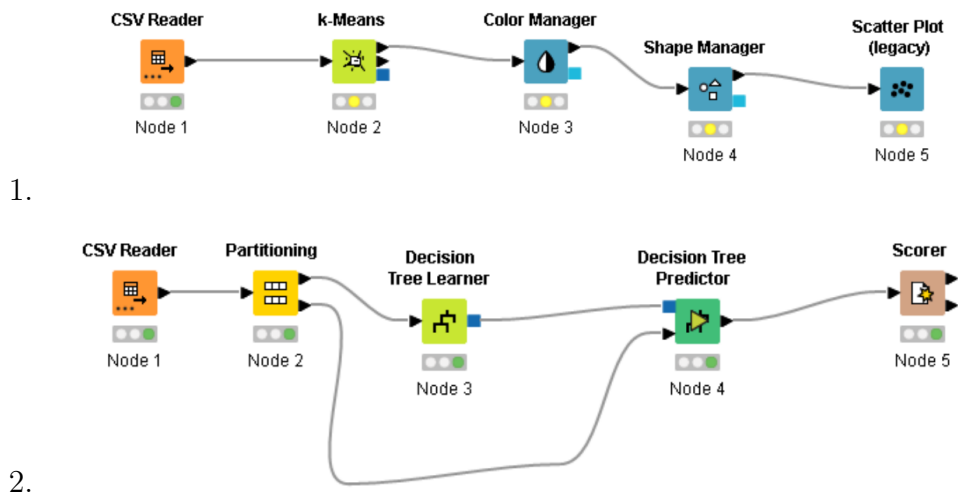 CSV Reader
k-Means
Color Manager
Shape Manager
Scatter Plot
(legacy)
Node 1
Node 2
Node 3
Node 4
Node 5
1.
CSV Reader
Partitioning
Decision
Tree Learner
Decision Tree
Predictor
Scorer
Node 1
Node 2
Node 3
Node 4
Node 5
2.